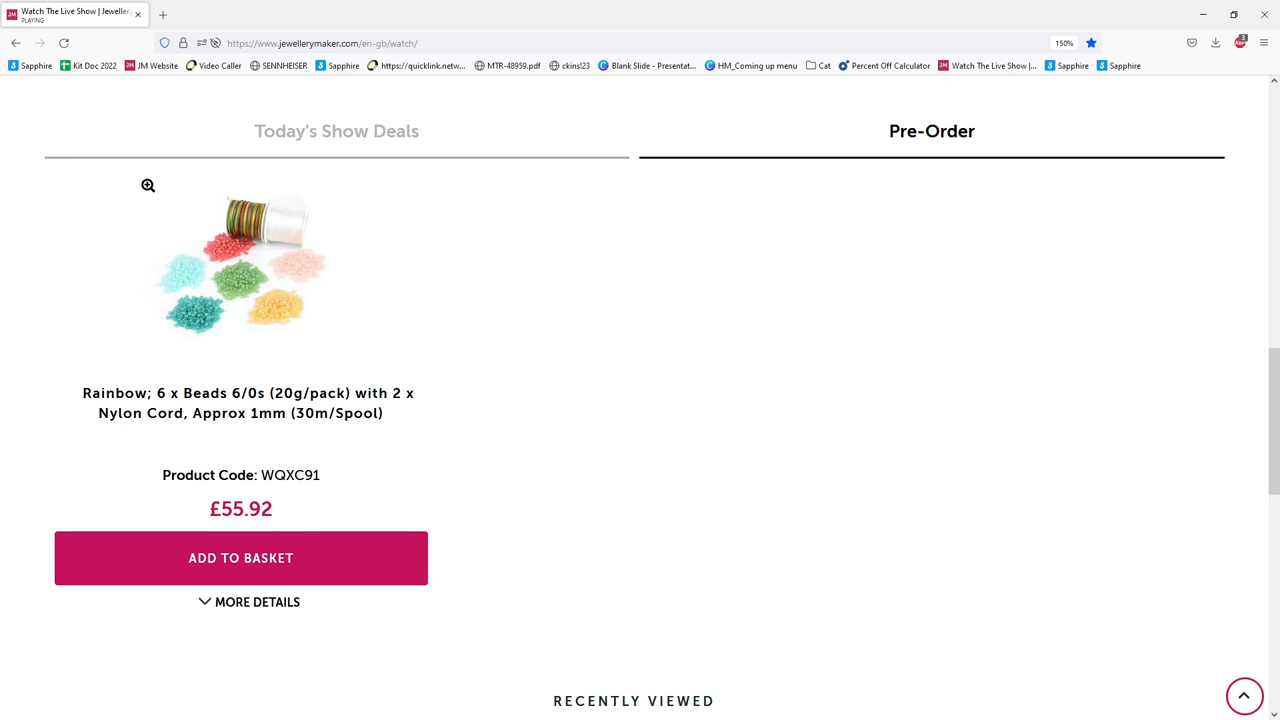 Watch The Live Show | Jeweller
PLAYING
https://www.jewellerymaker.com/en-gb/watch/
150%
3
Sapphire
Kit Doc 2022
JM Website
Video Caller
SENNHEISER
Sapphire
https://quicklink.netw...
MTR-48959.pdf
ckins!23
Blank Slide - Presentat...
HM_Coming up menu
Cat
Percent Off Calculator
Watch The Live Show |...
Sapphire
Sapphire
Today's Show Deals
Pre-Order
Rainbow; 6 x Beads 6/0s (20g/pack) with 2 x
Nylon Cord, Approx 1mm (30m/Spool)
Product Code: WQXC91
£55.92
ADD TO BASKET
MORE DETAILS
RECENTLY VIEWED